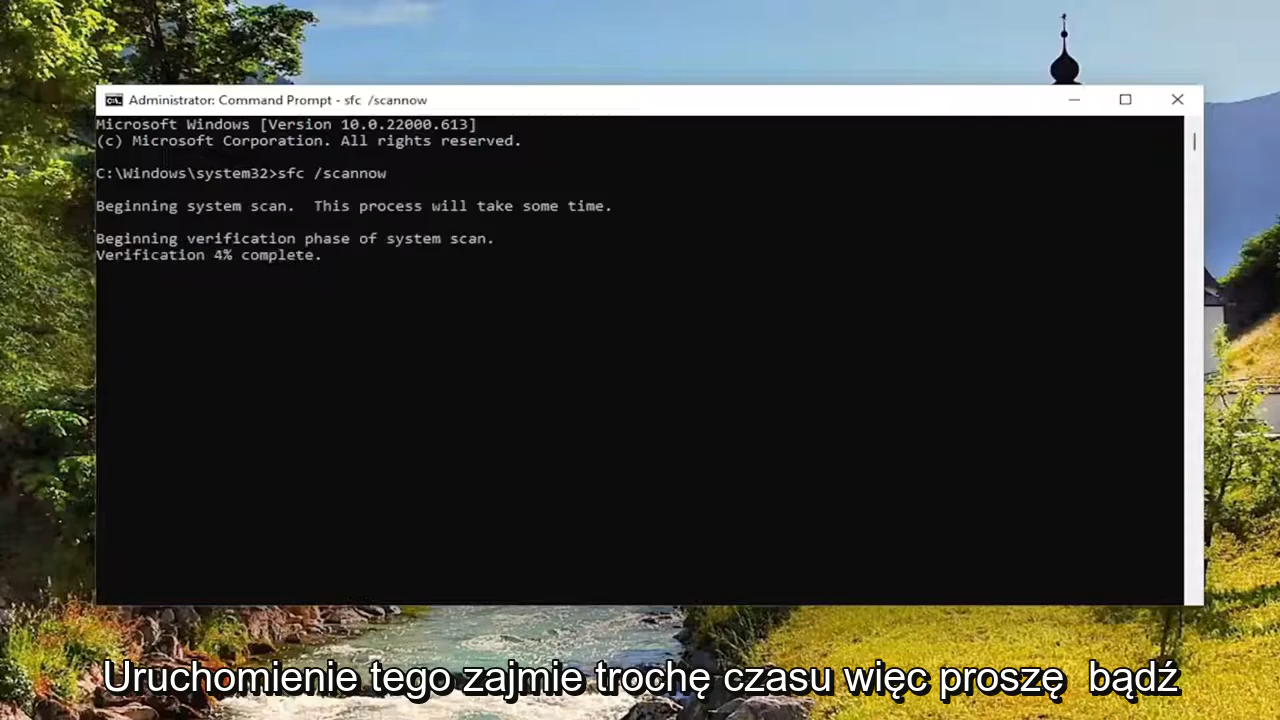 Administrator: Command Prompt - sfc /scannow
Microsoft Windows [Version 10.0.22000.613]
(c) Microsoft Corporation. All rights reserved.
C:\Windows\system32>sfc /scannow
Beginning system scan.  This process will take some time.
Beginning verification phase of system scan.
Verification 4% complete.
Uruchomienie tego zajmie trochę czasu więc proszę  bądź